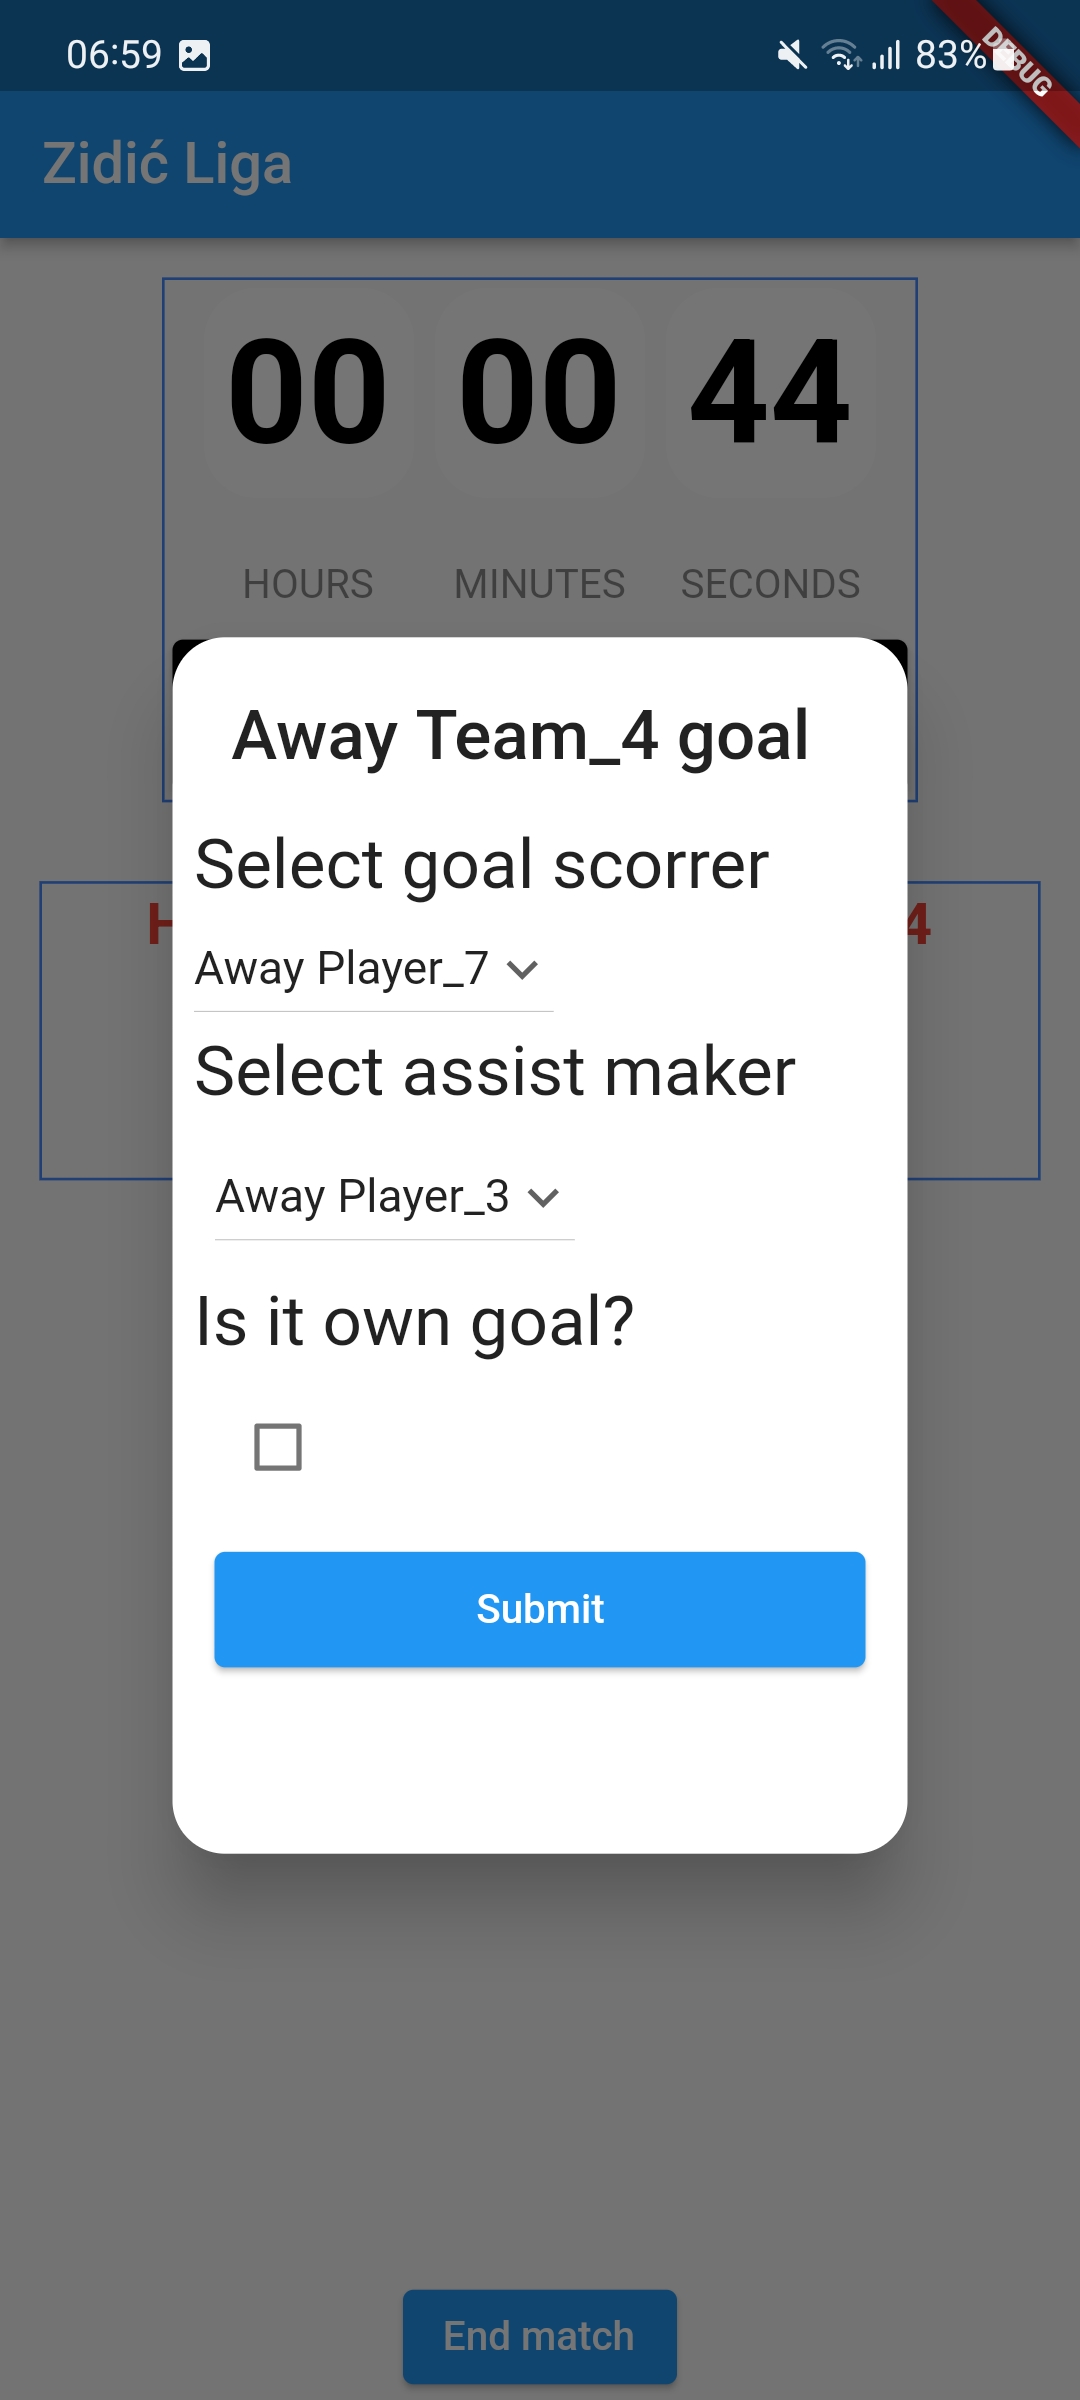 06:59 83%
DEBUG
Zidić Liga
00 00 44
HOURS MINUTES SECONDS
Away Team_4 goal
Select goal scorrer
H 4
Away Player_7
Select assist maker
Away Player_3
Is it own goal?
Submit
End match